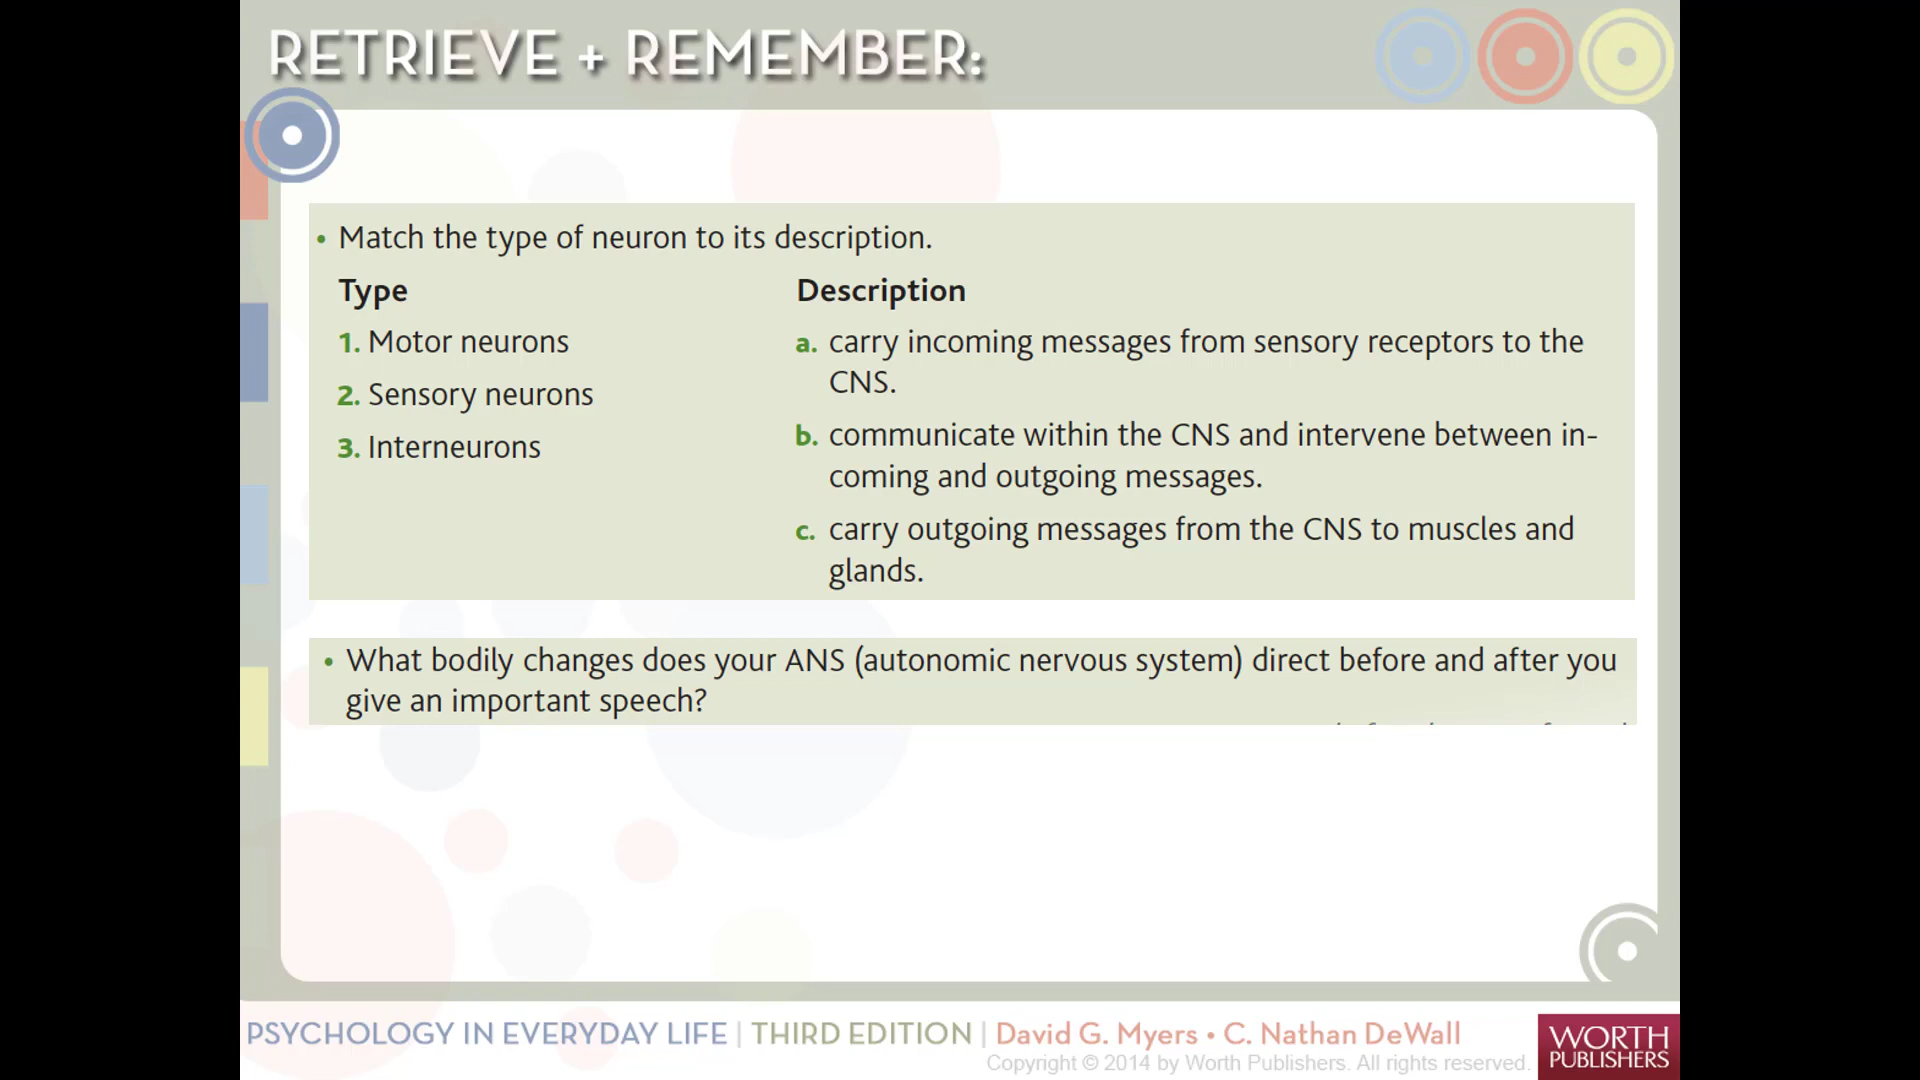 RETRIEVE + REMEMBER:
• Match the type of neuron to its description.
Type
1. Motor neurons
2. Sensory neurons
3. Interneurons
Description
a. carry incoming messages from sensory receptors to the
CNS.
b. communicate within the CNS and intervene between in-
coming and outgoing messages.
c. carry outgoing messages from the CNS to muscles and
glands.
• What bodily changes does your ANS (autonomic nervous system) direct before and after you
give an important speech?
PSYCHOLOGY IN EVERYDAY LIFE | THIRD EDITION | David G. Myers • C. Nathan DeWall
Copyright © 2014 by Worth Publishers. All rights reserved.
WORTH
PUBLISHERS